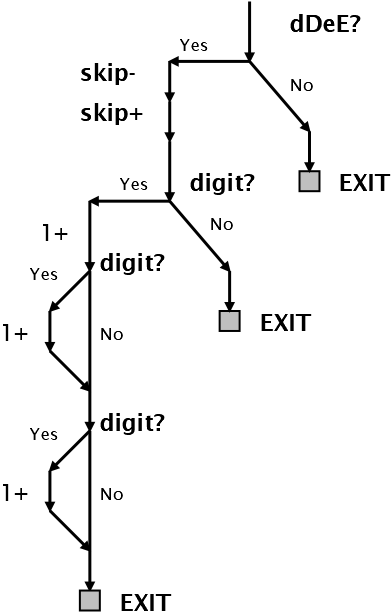 dDeE?
Yes
skip-
No
skip+
Yes
digit?
EXIT
No
1+
digit?
Yes
EXIT
1+
No
digit?
Yes
1+
No
EXIT